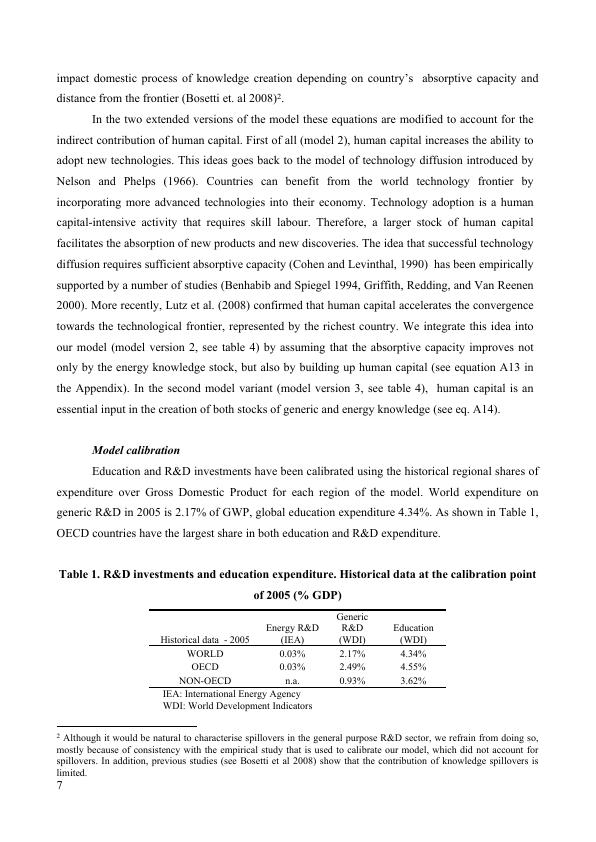 impact domestic process of knowledge creation depending on country's absorptive capacity and
distance from the frontier (Bosetti et. al 2008)².
In the two extended versions of the model these equations are modified to account for the
indirect contribution of human capital. First of all (model 2), human capital increases the ability to
adopt new technologies. This ideas goes back to the model of technology diffusion introduced by
Nelson and Phelps (1966). Countries can benefit from the world technology frontier by
incorporating more advanced technologies into their economy. Technology adoption is a human
capital-intensive activity that requires skill labour. Therefore, a larger stock of human capital
facilitates the absorption of new products and new discoveries. The idea that successful technology
diffusion requires sufficient absorptive capacity (Cohen and Levinthal, 1990) has been empirically
supported by a number of studies (Benhabib and Spiegel 1994, Griffith, Redding, and Van Reenen
2000). More recently, Lutz et al. (2008) confirmed that human capital accelerates the convergence
towards the technological frontier, represented by the richest country. We integrate this idea into
our model (model version 2, see table 4) by assuming that the absorptive capacity improves not
only by the energy knowledge stock, but also by building up human capital (see equation A13 in
the Appendix). In the second model variant (model version 3, see table 4), human capital is an
essential input in the creation of both stocks of generic and energy knowledge (see eq. A14).
Model calibration
Education and R&D investments have been calibrated using the historical regional shares of
expenditure over Gross Domestic Product for each region of the model. World expenditure on
generic R&D in 2005 is 2.17% of GWP, global education expenditure 4.34%. As shown in Table 1,
OECD countries have the largest share in both education and R&D expenditure.
Table 1. R&D investments and education expenditure. Historical data at the calibration point
of 2005 (% GDP)
Generic
Energy R&D R&D Education
Historical data - 2005 (IEA) (WDI) (WDI)
WORLD 0.03% 2.17% 4.34%
OECD 0.03% 2.49% 4.55%
NON-OECD n.a. 0.93% 3.62%
IEA: International Energy Agency
WDI: World Development Indicators
² Although it would be natural to characterise spillovers in the general purpose R&D sector, we refrain from doing so,
mostly because of consistency with the empirical study that is used to calibrate our model, which did not account for
spillovers. In addition, previous studies (see Bosetti et al 2008) show that the contribution of knowledge spillovers is
limited.
7